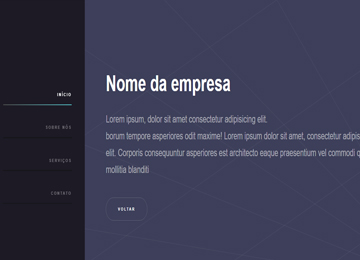 INÍCIO
SOBRE NÓS
SERVIÇOS
CONTATO
Nome da empresa
Lorem ipsum, dolor sit amet consectetur adipisicing elit.
borum tempore asperiores odit maxime! Lorem ipsum dolor sit amet, consectetur adipis
elit. Corporis consequuntur asperiores est architecto eaque praesentium vel commodi q
mollitia blanditi
VOLTAR